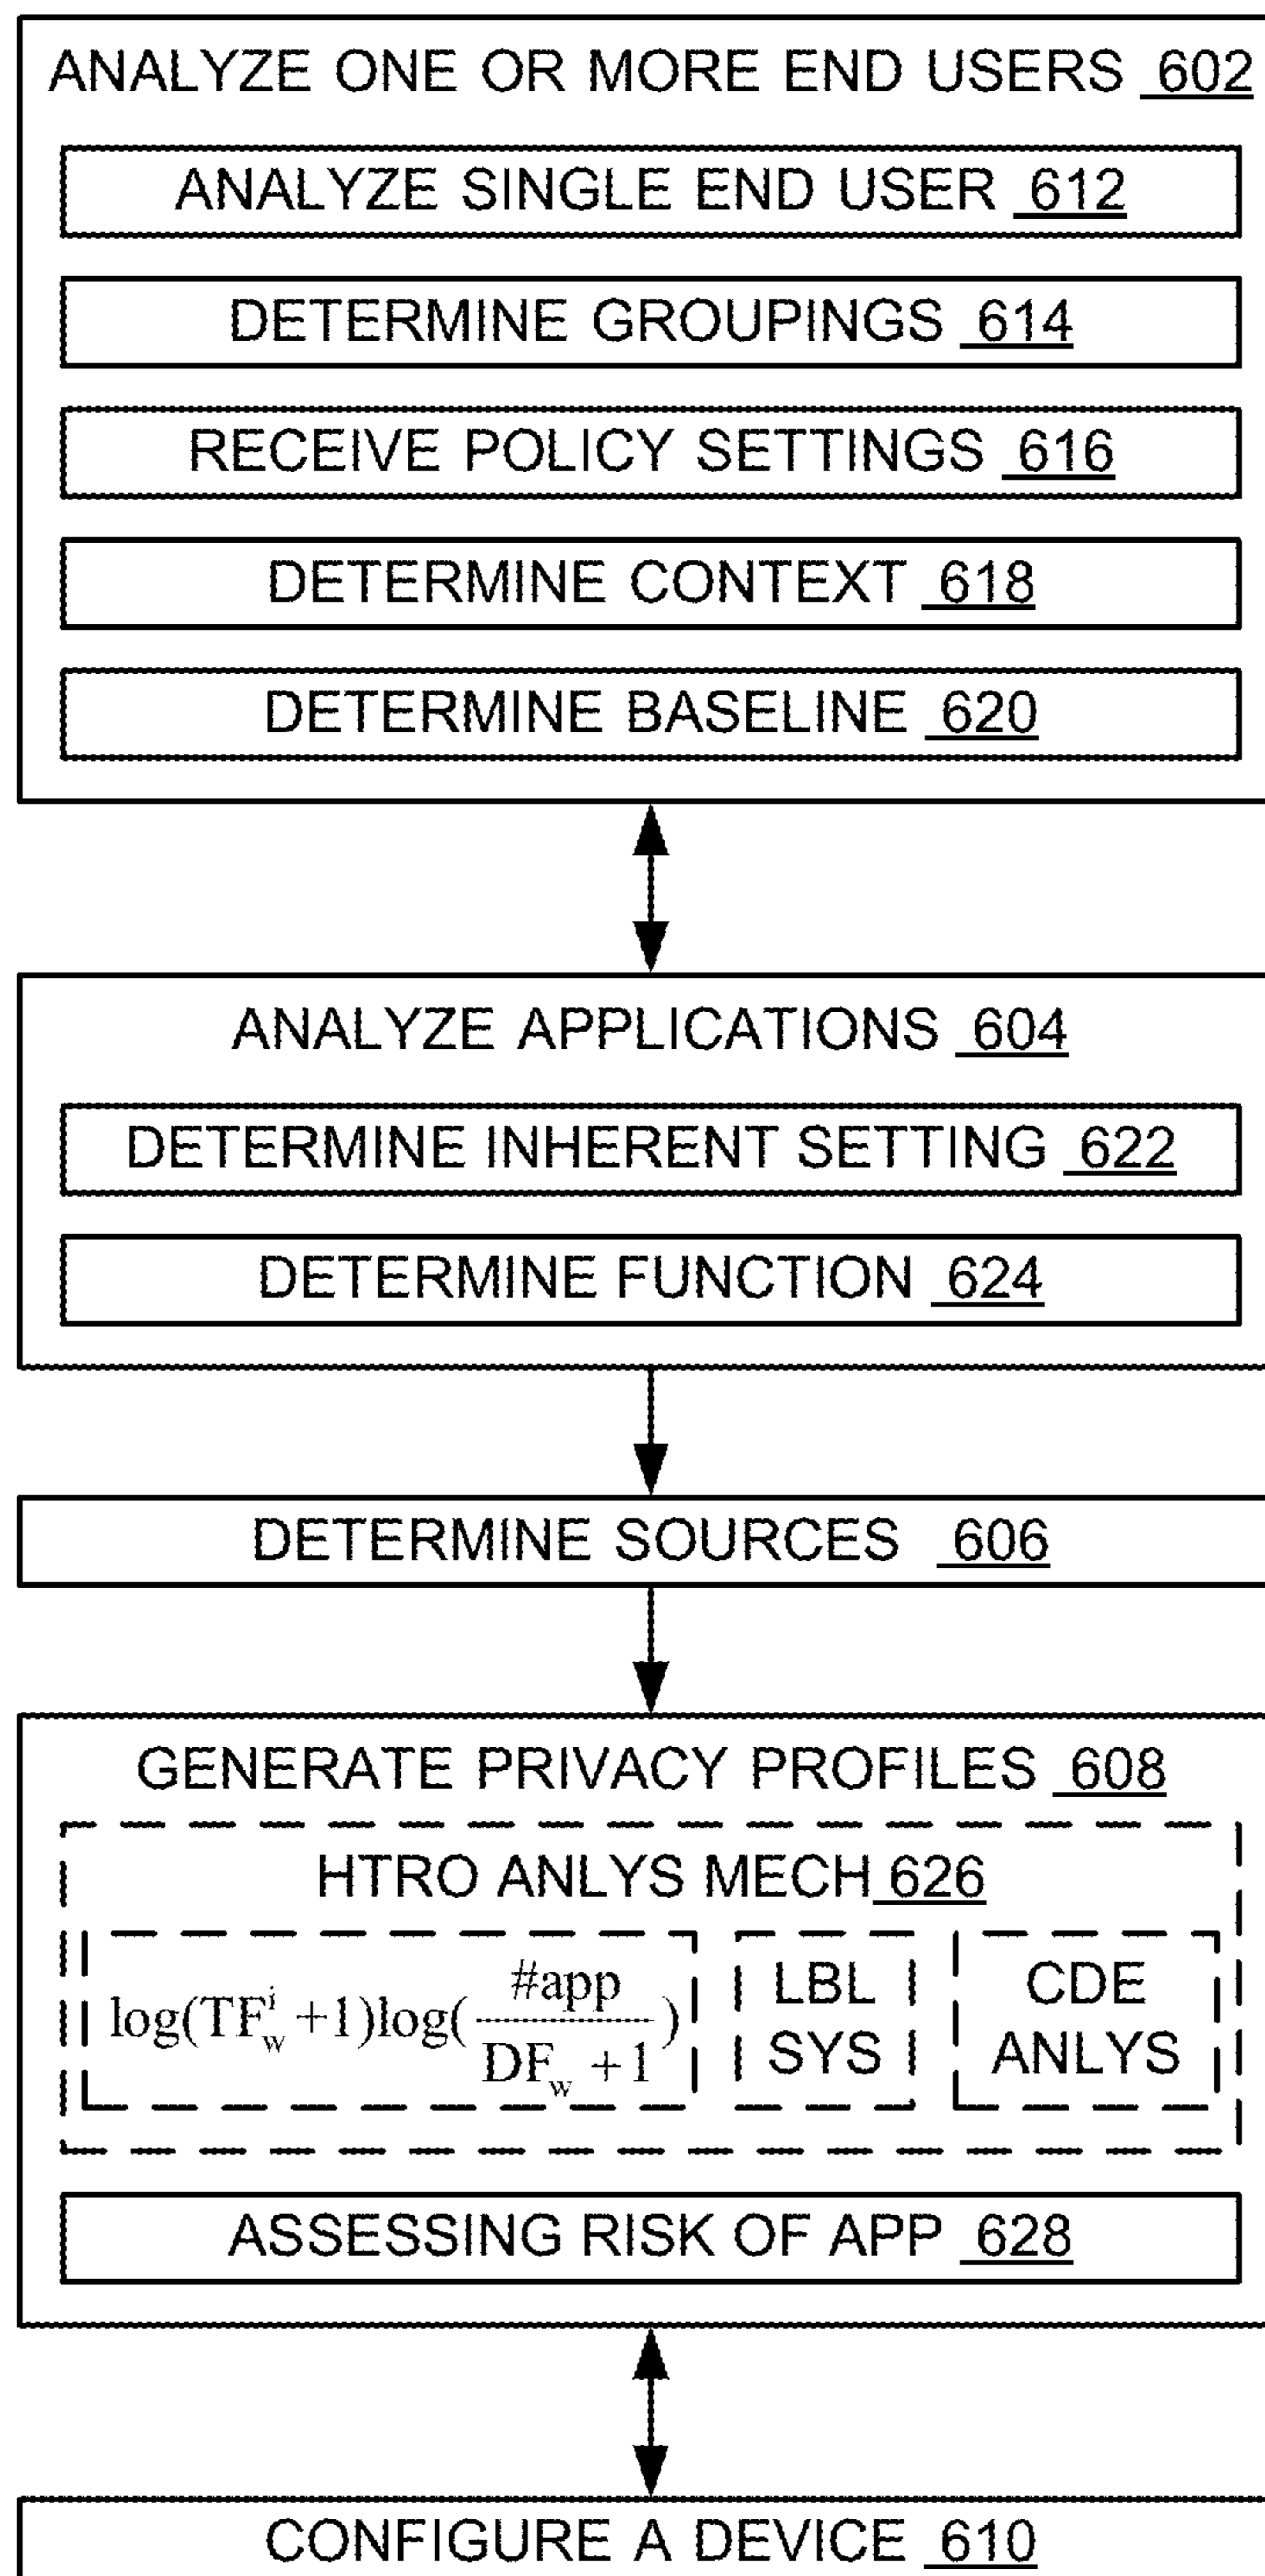 ANALYZE ONE OR MORE END USERS 602
ANALYZE SINGLE END USER 612
DETERMINE GROUPINGS 614
RECEIVE POLICY SETTINGS 616
DETERMINE CONTEXT 618
DETERMINE BASELINE 620
ANALYZE APPLICATIONS 604
DETERMINE INHERENT SETTING 622
DETERMINE FUNCTION 624
DETERMINE SOURCES 606
GENERATE PRIVACY PROFILES 608
HTRO ANLYS MECH 626
log(TF_w^i +1)log(#app / DF_w +1)
LBL
SYS
CDE
ANLYS
ASSESSING RISK OF APP 628
CONFIGURE A DEVICE 610